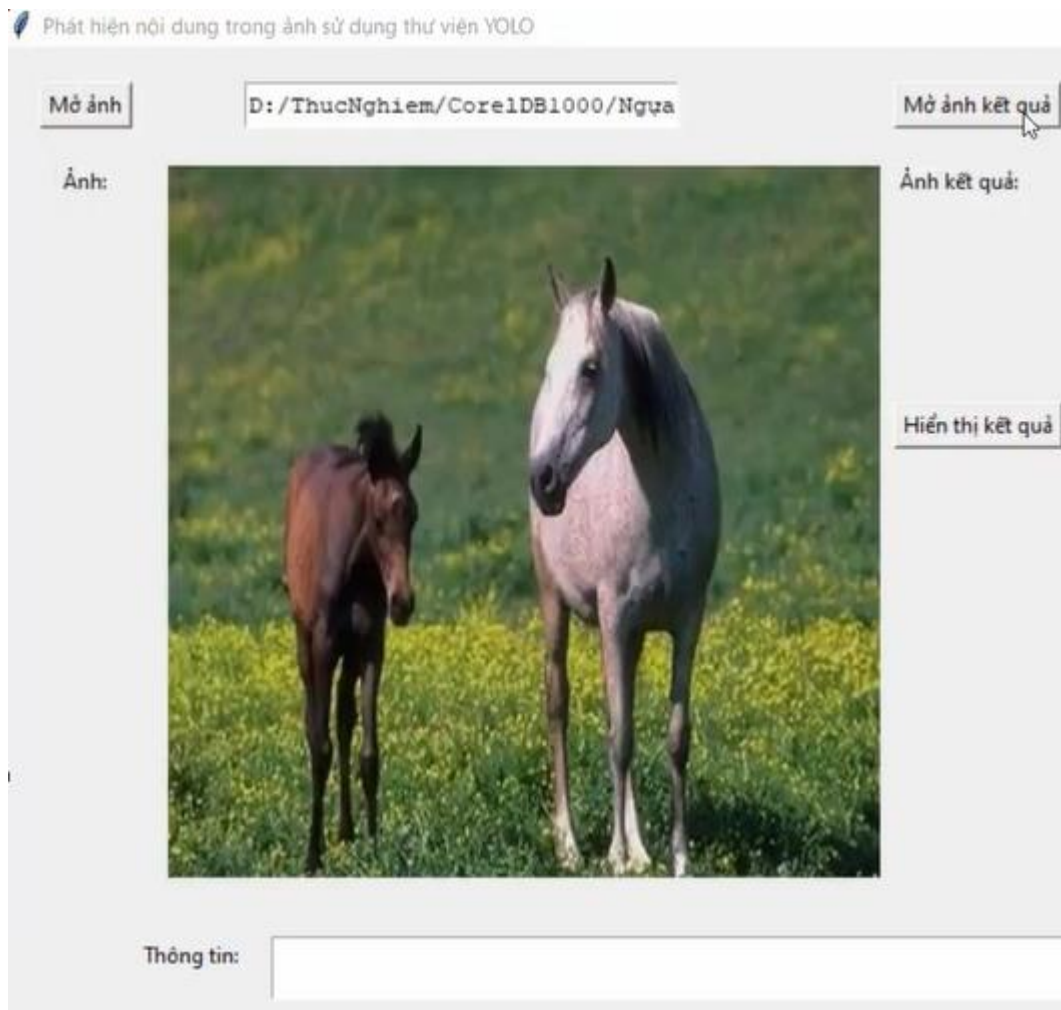 Phát hiện nội dung trong ảnh sử dụng thư viện YOLO
Mở ảnh
D:/ThucNghiem/CorelDB1000/Ngựa
Mở ảnh kết quả
Ảnh:
Ảnh kết quả:
Hiển thị kết quả
Thông tin: